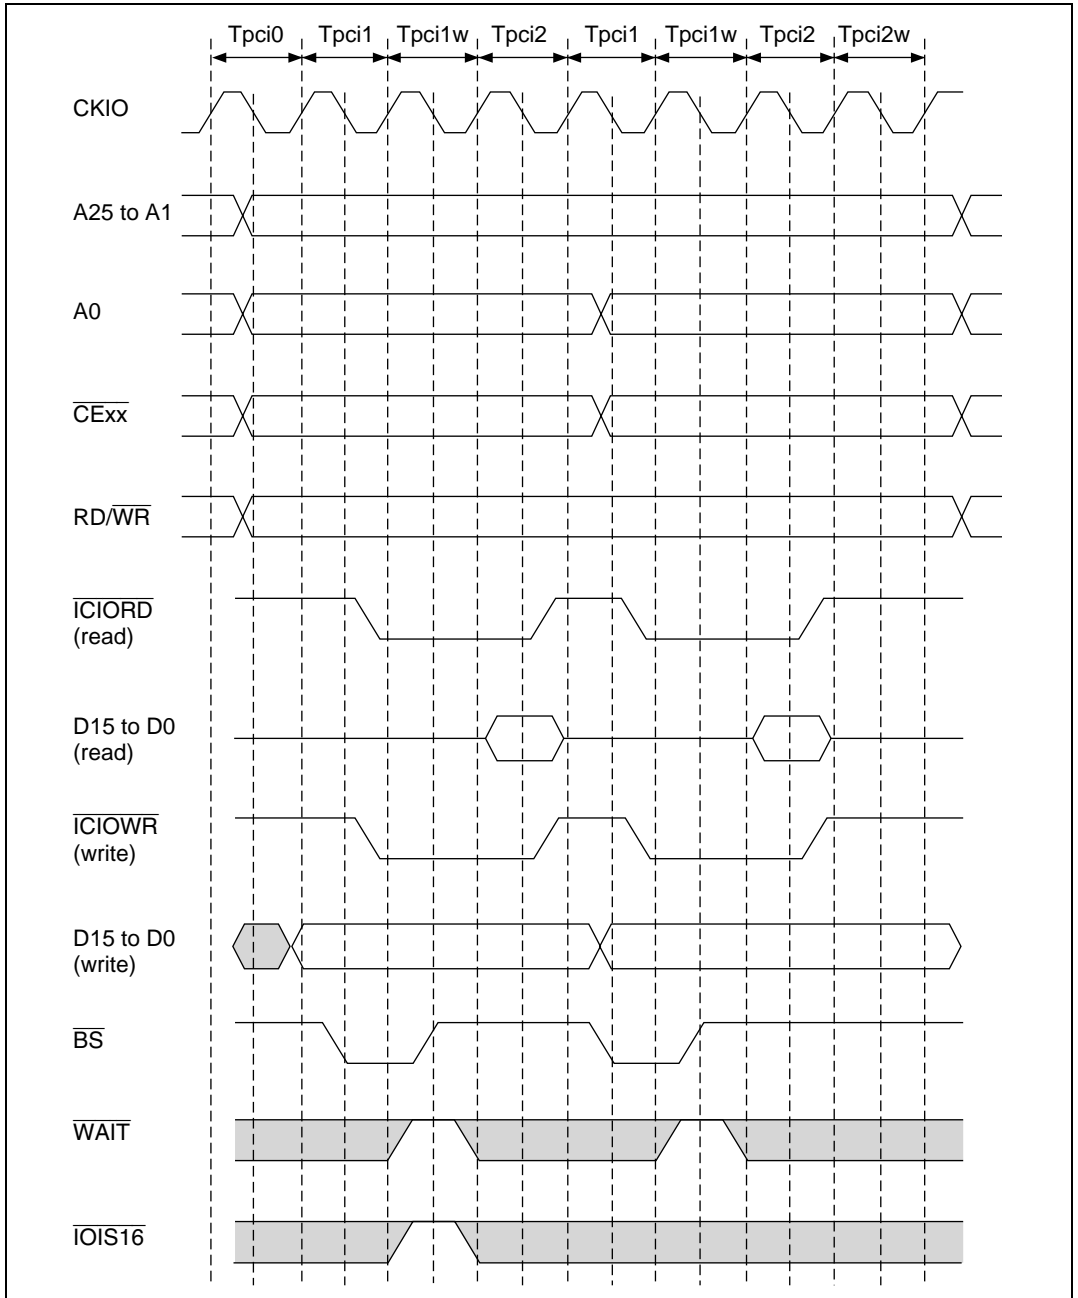 Tpci0 Tpci1 Tpci1w Tpci2 Tpci1 Tpci1w Tpci2 Tpci2w
CKIO
A25 to A1
A0
CExx
RD/WR
ICIORD
(read)
D15 to D0
(read)
ICIOWR
(write)
D15 to D0
(write)
BS
WAIT
IOIS16